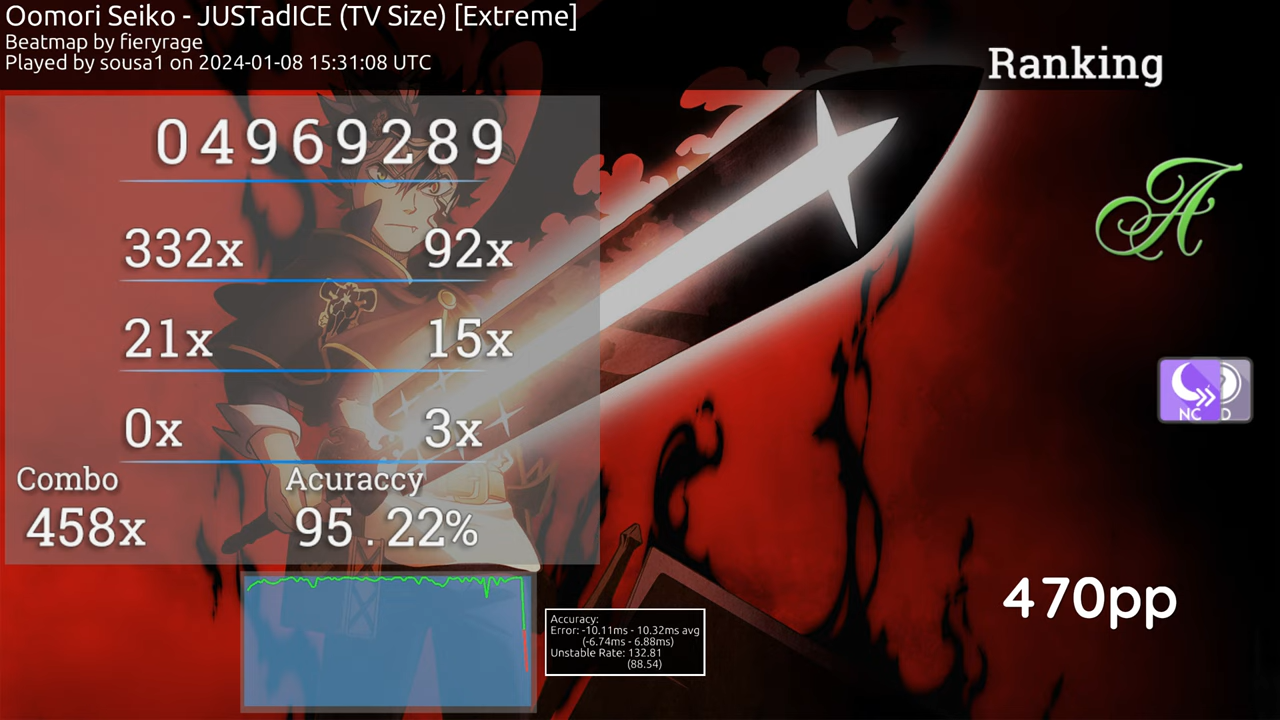 Oomori Seiko - JUSTadICE (TV Size) [Extreme]
Beatmap by fieryrage
Played by sousa1 on 2024-01-08 15:31:08 UTC
Ranking
04969289
332x 92x
21x 15x
0x 3x
Combo Acuraccy
458x 95.22%
A
NC D
470pp
Accuracy:
Error: -10.11ms - 10.32ms avg
(-6.74ms - 6.88ms)
Unstable Rate: 132.81
(88.54)